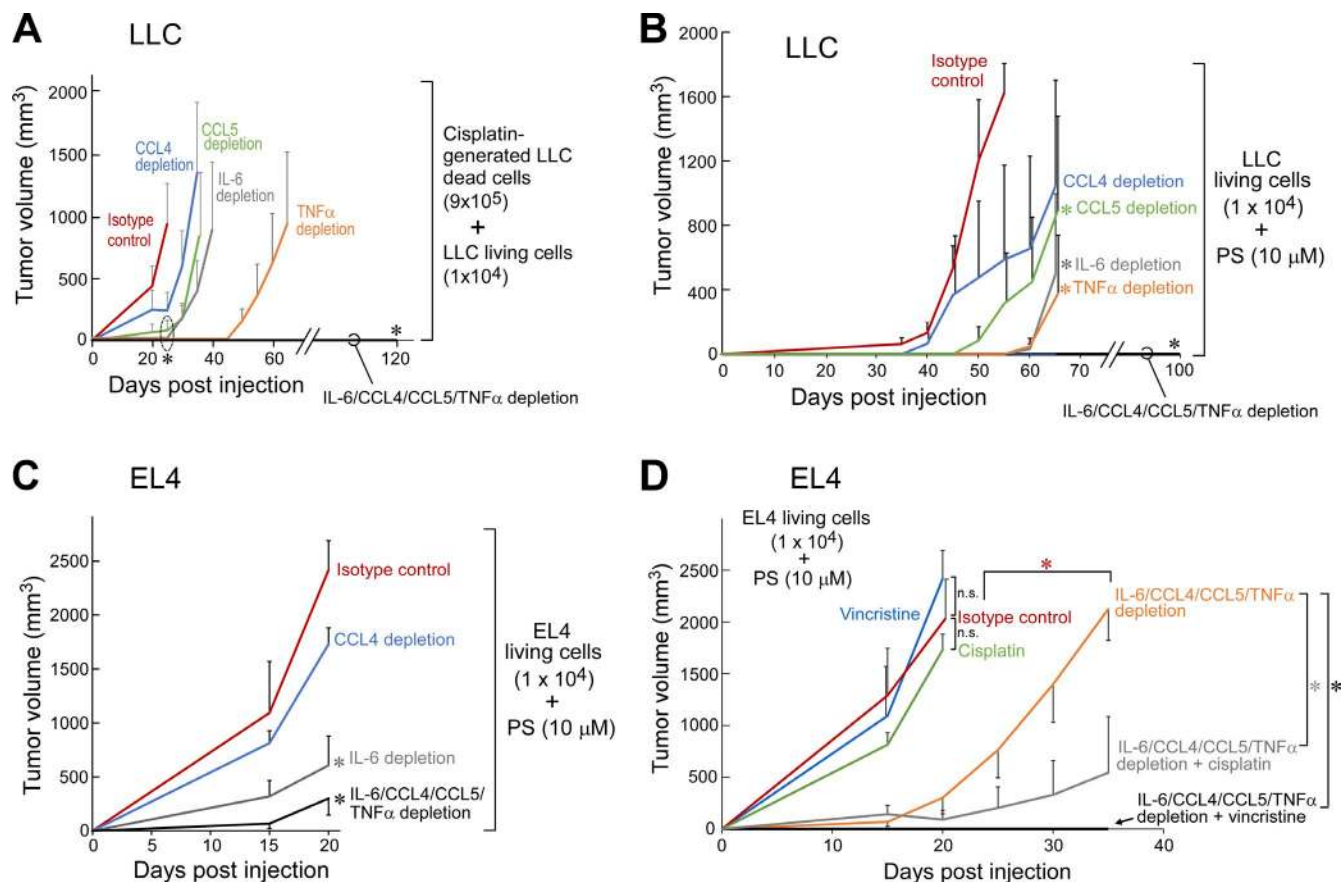 A
LLC
Tumor volume (mm3)
2000
1500
1000
500
0
CCL5
depletion
CCL4
depletion
IL-6
depletion
Isotype
control
TNFα
depletion
*
*
0
20
40
60
120
Days post injection
IL-6/CCL4/CCL5/TNFα depletion
Cisplatin-
generated LLC
dead cells
(9x105)
+
LLC living cells
(1x104)
B
LLC
Tumor volume (mm3)
2000
1600
1200
800
400
0
Isotype
control
CCL4 depletion
* CCL5 depletion
* IL-6 depletion
* TNFα depletion
*
0
10
20
30
40
50
60
70
100
Days post injection
IL-6/CCL4/CCL5/TNFα depletion
LLC
living cells
(1 x 104)
+
PS (10 μM)
C
EL4
Tumor volume (mm3)
2500
2000
1500
1000
500
0
Isotype control
CCL4 depletion
* IL-6 depletion
* IL-6/CCL4/CCL5/
TNFα depletion
0
5
10
15
20
Days post injection
EL4
living cells
(1 x 104)
+
PS (10 μM)
D
EL4
Tumor volume (mm3)
2500
2000
1500
1000
500
0
EL4 living cells
(1 x 104)
+
PS (10 μM)
Vincristine
n.s.
Isotype control
n.s.
Cisplatin
*
IL-6/CCL4/CCL5/TNFα
depletion
*
*
IL-6/CCL4/CCL5/TNFα
depletion + cisplatin
IL-6/CCL4/CCL5/TNFα
depletion + vincristine
0
10
20
30
40
Days post injection